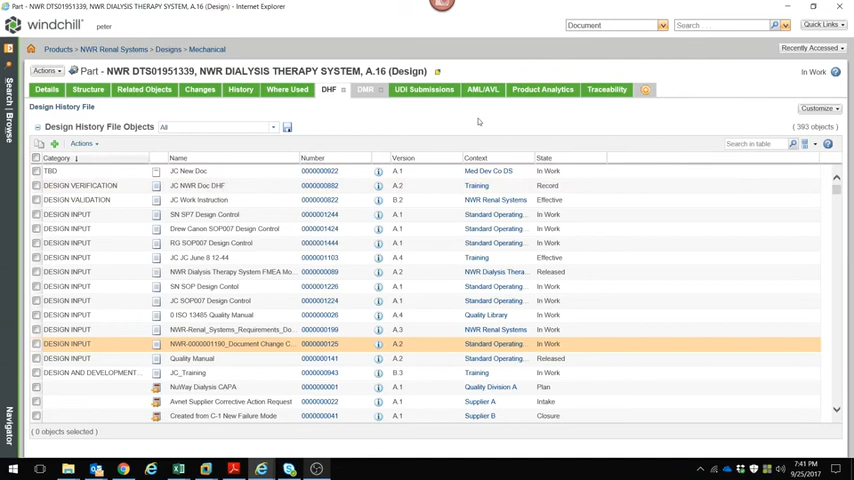 Part - NWR DTS01951339, NWR DIALYSIS THERAPY SYSTEM, A.16 (Design) - Internet Explorer
windchill peter Document Search . . . Quick Links
Products > NWR Renal Systems > Designs > Mechanical Recently Accessed
Actions Part - NWR DTS01951339, NWR DIALYSIS THERAPY SYSTEM, A.16 (Design) In Work
Details Structure Related Objects Changes History Where Used DHF DMR UDI Submissions AML/AVL Product Analytics Traceability
Search | Browse
Navigator
Design History File Customize
Design History File Objects All ( 393 objects)
Actions Search in table
Category Name Number Version Context State
TBD JC New Doc 0000000922 A.1 Med Dev Co DS In Work
DESIGN VERIFICATION JC NWR Doc DHF 0000000882 A.2 Training Record
DESIGN VALIDATION JC Work Instruction 0000000822 B.2 NWR Renal Systems Effective
DESIGN INPUT SN SP7 Design Control 0000001244 A.1 Standard Operating... In Work
DESIGN INPUT Drew Canon SOP007 Design Control 0000001424 A.1 Standard Operating... In Work
DESIGN INPUT RG SOP007 Design Control 0000001444 A.1 Standard Operating... In Work
DESIGN INPUT JC JC June 8 12-44 0000001103 A.4 Training Effective
DESIGN INPUT NWR Dialysis Therapy System FMEA Mo... 0000000089 A.2 NWR Dialysis Thera... Released
DESIGN INPUT SN SOP Design Control 0000001226 A.1 Standard Operating... In Work
DESIGN INPUT JC SOP007 Design Contol 0000001224 A.1 Standard Operating... In Work
DESIGN INPUT 0 ISO 13485 Quality Manual 0000000026 A.4 Quality Library In Work
DESIGN INPUT NWR-Renal_Systems_Requirements_Do... 0000000199 A.3 NWR Renal Systems In Work
DESIGN INPUT NWR-0000001190_Document Change C... 0000000125 A.2 Standard Operating... In Work
DESIGN INPUT Quality Manual 0000000141 A.2 Standard Operating... Released
DESIGN AND DEVELOPMENT... JC_Training 0000000943 B.3 Training In Work
NuWay Dialysis CAPA 0000000001 A.1 Quality Division A Plan
Avnet Supplier Corrective Action Request 0000000002 A.1 Supplier A Intake
Created from C-1 New Failure Mode 0000000041 A.1 Supplier B Closure
( 0 objects selected )
7:41 PM
9/25/2017